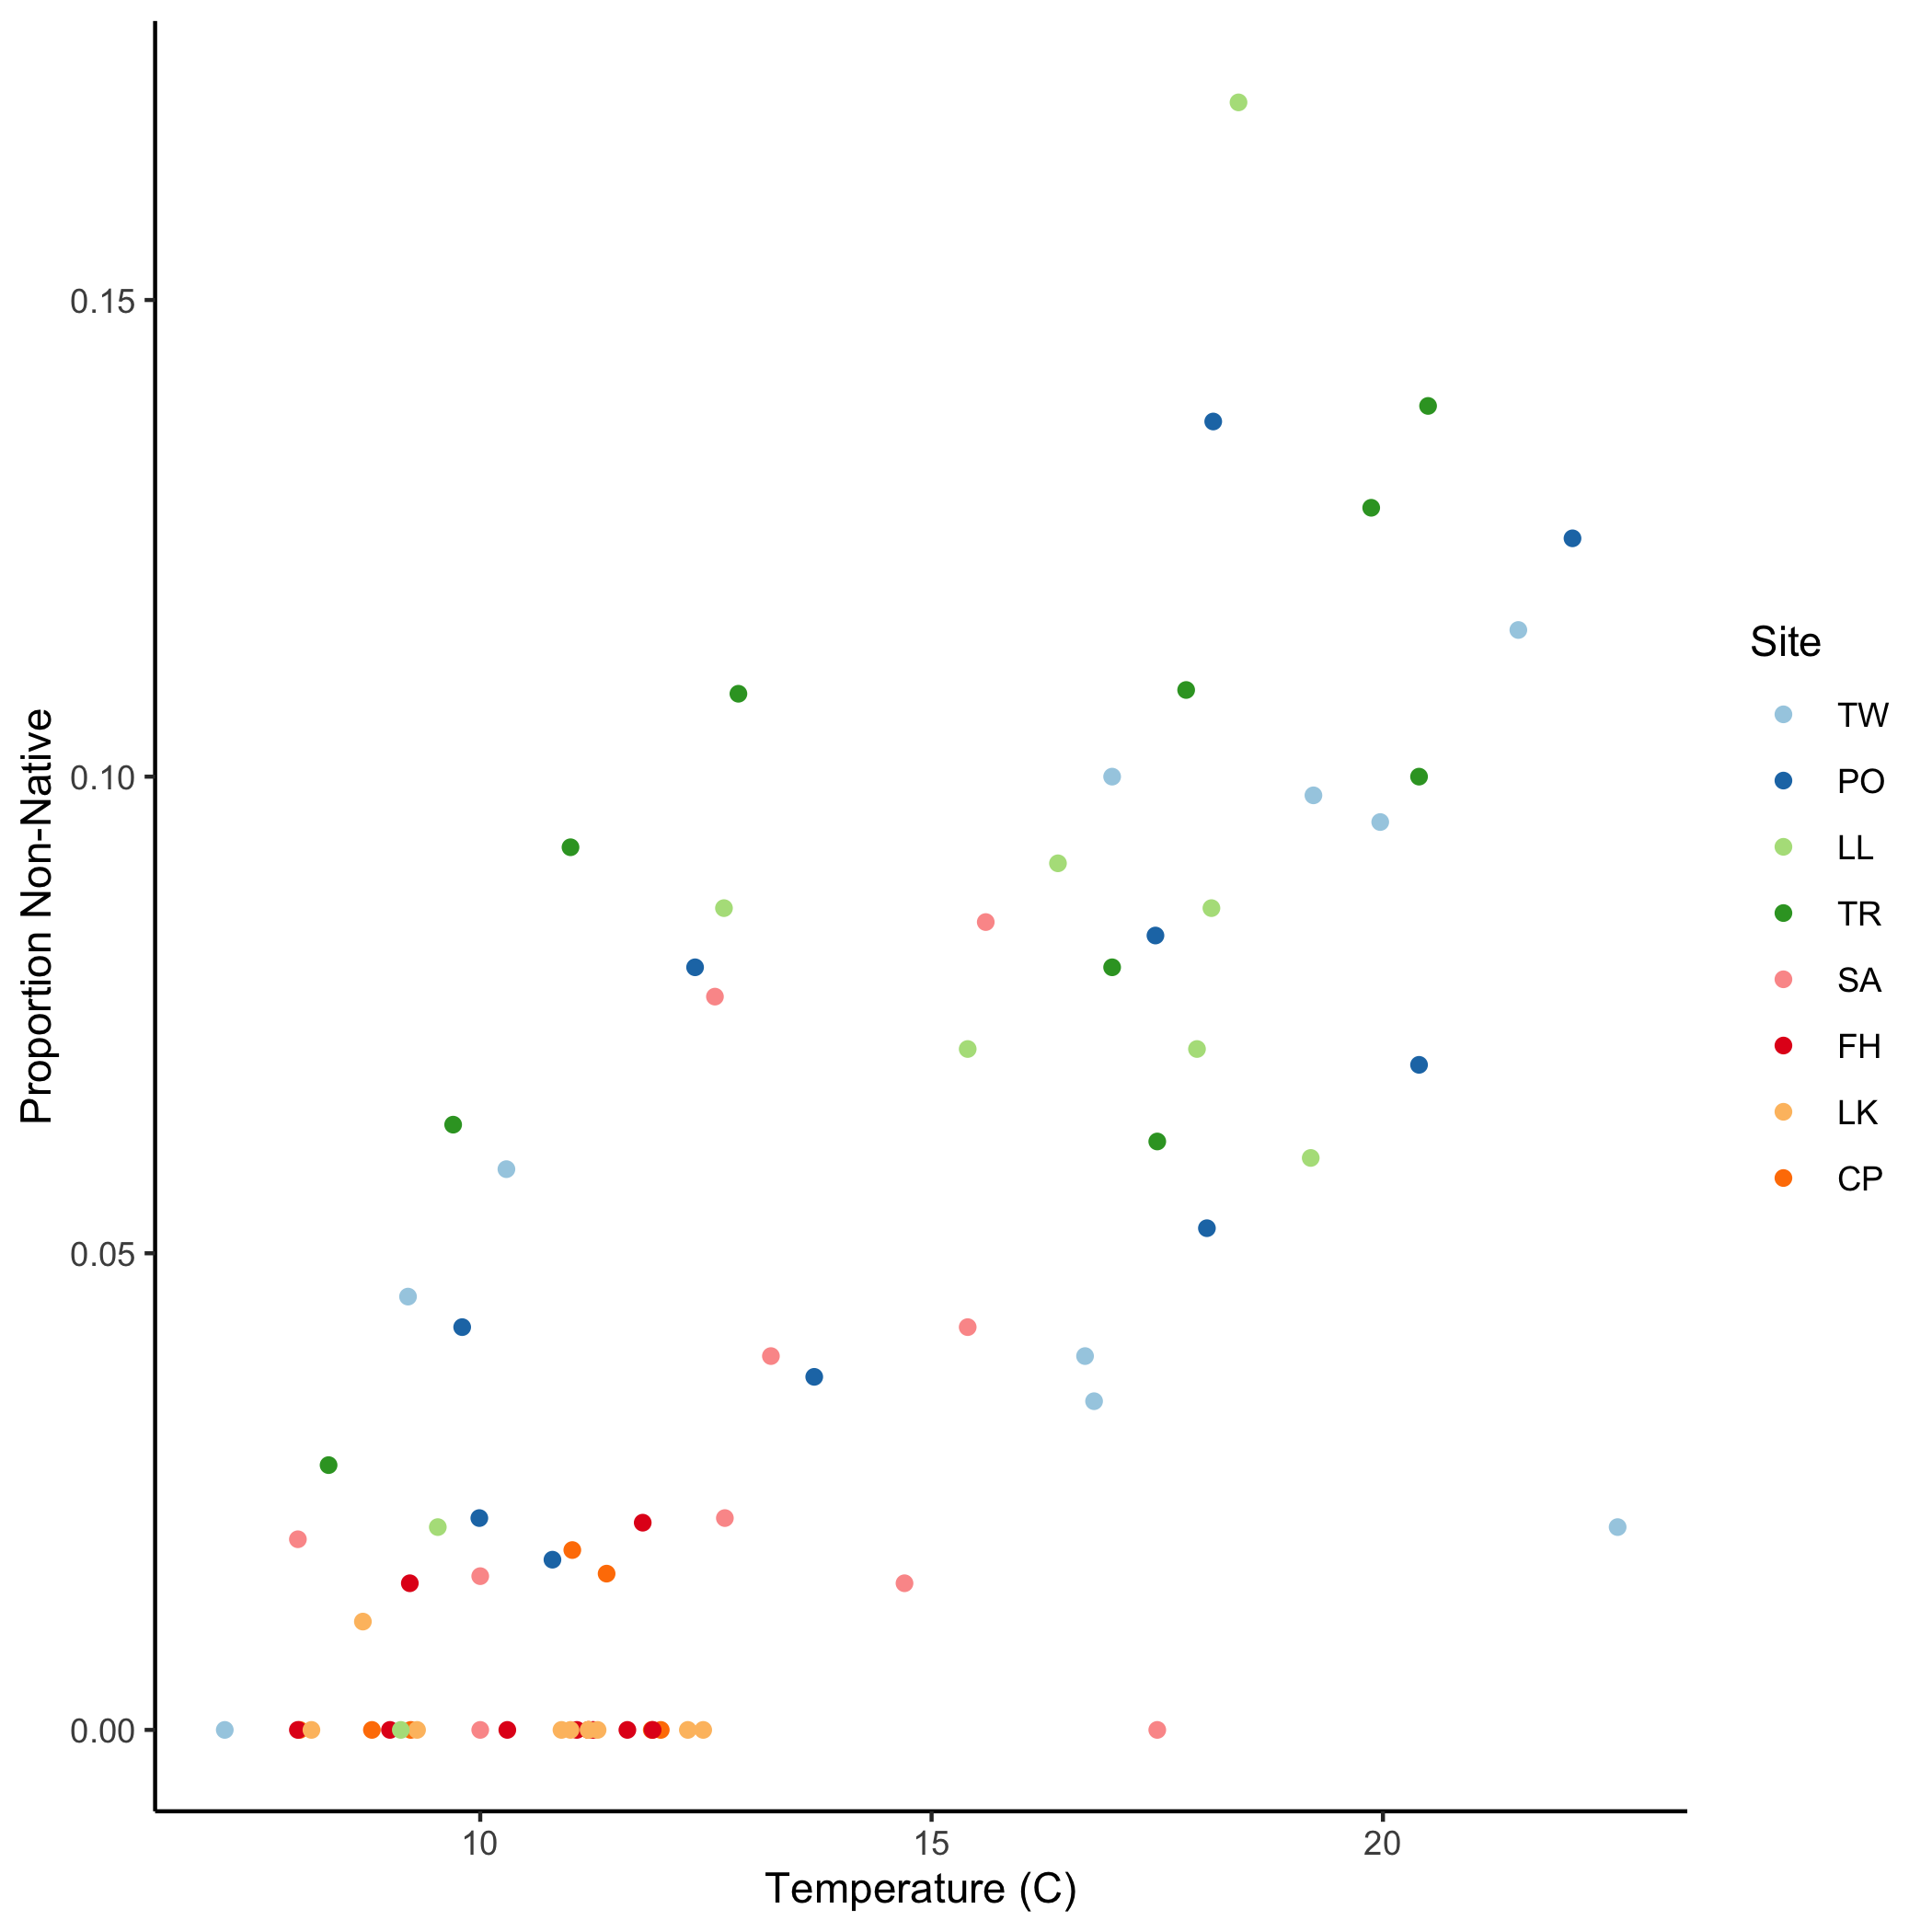 Proportion Non-Native
0.15
0.10
0.05
0.00
10 15 20
Temperature (C)
Site
TW
PO
LL
TR
SA
FH
LK
CP